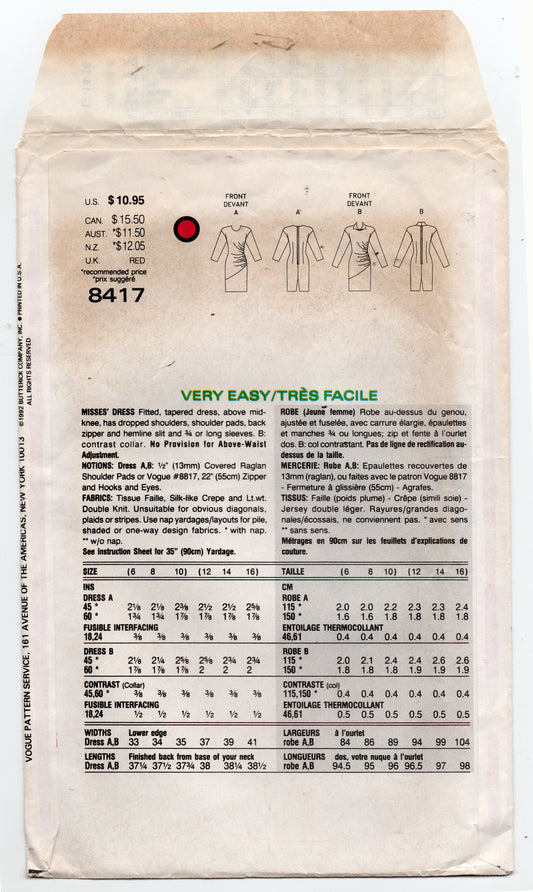 U.S. $10.95
CAN. $15.50
AUST. *$11.50
N.Z. *$12.05
U.K. RED
*recommended price
*prix suggéré
8417
FRONT
DEVANT
A
A
FRONT
DEVANT
B
B
©1992 BUTTERICK COMPANY, INC. ● PRINTED IN U.S.A.
ALL RIGHTS RESERVED
VOGUE PATTERN SERVICE, 161 AVENUE OF THE AMERICAS, NEW YORK 10013
VERY EASY/TRÈS FACILE
MISSES' DRESS Fitted, tapered dress, above mid-
knee, has dropped shoulders, shoulder pads, back
zipper and hemline slit and ¾ or long sleeves. B:
contrast collar. No Provision for Above-Waist
Adjustment.
NOTIONS: Dress A,B: ½" (13mm) Covered Raglan
Shoulder Pads or Vogue #8817, 22" (55cm) Zipper
and Hooks and Eyes.
FABRICS: Tissue Faille, Silk-like Crepe and Lt.wt.
Double Knit. Unsuitable for obvious diagonals,
plaids or stripes. Use nap yardages/layouts for pile,
shaded or one-way design fabrics. * with nap.
** w/o nap.
See Instruction Sheet for 35" (90cm) Yardage.
ROBE (Jeune femme) Robe au-dessus du genou,
ajustée et fuselée, avec carrure élargie, épaulettes
et manches ¾ ou longues; zip et fente à l'ourlet
dos. B: col contrastant. Pas de ligne de rectification au-
dessus de la taille.
MERCERIE: Robe A,B: Epaulettes recouvertes de
13mm (raglan), ou faites avec le patron Vogue 8817
- Fermeture à glissière (55cm) - Agrafes.
TISSUS: Faille (poids plume) - Crêpe (simili soie) -
Jersey double léger. Rayures/grandes diago-
nales/écossais, ne conviennent pas. * avec sens
** sans sens.
Métrages en 90cm sur les feuillets d'explications de
couture.
SIZE (6 8 10) (12 14 16)
INS
DRESS A
45 * 2⅛ 2⅛ 2⅜ 2½ 2½ 2⅝
60 * 1¾ 1¾ 1⅞ 1⅞ 1⅞ 1⅞
FUSIBLE INTERFACING
18,24 ⅜ ⅜ ⅜ ⅜ ⅜ ⅜
DRESS B
45 * 2⅛ 2¼ 2⅝ 2⅝ 2¾ 2¾
60 * 1⅞ 1⅞ 1⅞ 2 2 2
CONTRAST (Collar)
45,60 * ⅜ ⅜ ⅜ ⅜ ⅜ ⅜
FUSIBLE INTERFACING
18,24 ½ ½ ½ ½ ½ ½
WIDTHS Lower edge
Dress A,B 33 34 35 37 39 41
LENGTHS Finished back from base of your neck
Dress A,B 37¼ 37½ 37¾ 38 38¼ 38½
TAILLE (6 8 10) (12 14 16)
CM
ROBE A
115 * 2.0 2.0 2.2 2.3 2.3 2.4
150 * 1.6 1.6 1.8 1.8 1.8 1.8
ENTOILAGE THERMOCOLLANT
46,61 0.4 0.4 0.4 0.4 0.4 0.4
ROBE B
115 * 2.0 2.1 2.4 2.4 2.6 2.6
150 * 1.8 1.8 1.8 1.9 1.9 1.9
CONTRASTE (col)
115,150 * 0.4 0.4 0.4 0.4 0.4 0.4
ENTOILAGE THERMOCOLLANT
46,61 0.5 0.5 0.5 0.5 0.5 0.5
LARGEURS à l'ourlet
robe A,B 84 86 89 94 99 104
LONGUEURS dos, votre nuque à l'ourlet
robe A,B 94.5 95 96 96.5 97 98